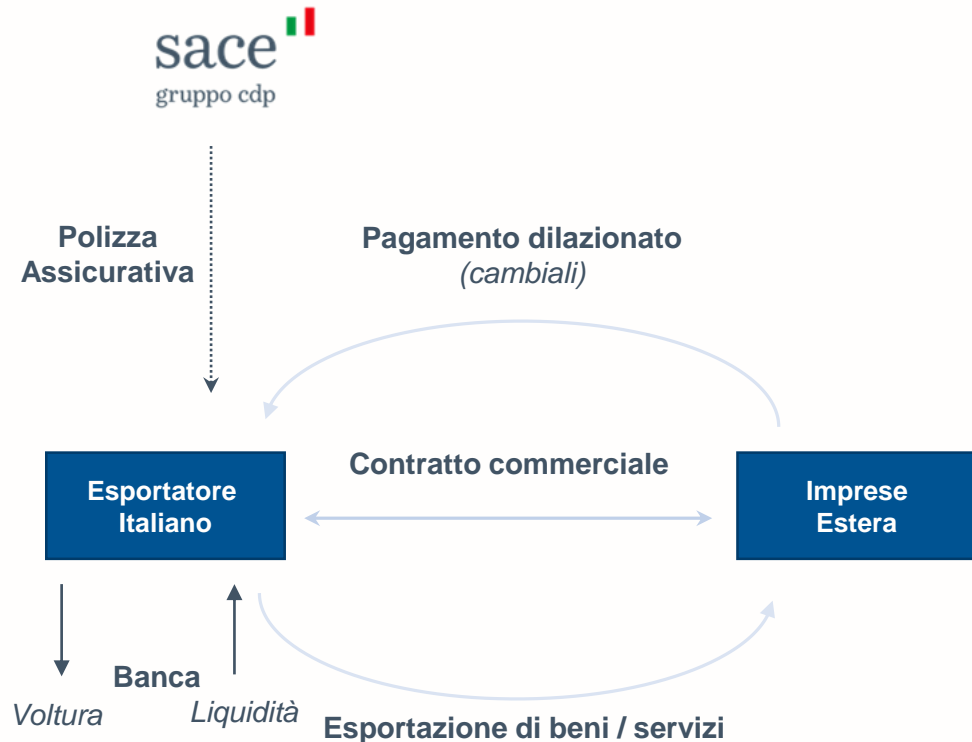 sace
gruppo cdp
Polizza
Assicurativa
Pagamento dilazionato
(cambiali)
Esportatore
Italiano
Contratto commerciale
Imprese
Estera
Banca
Voltura
Liquidità
Esportazione di beni / servizi